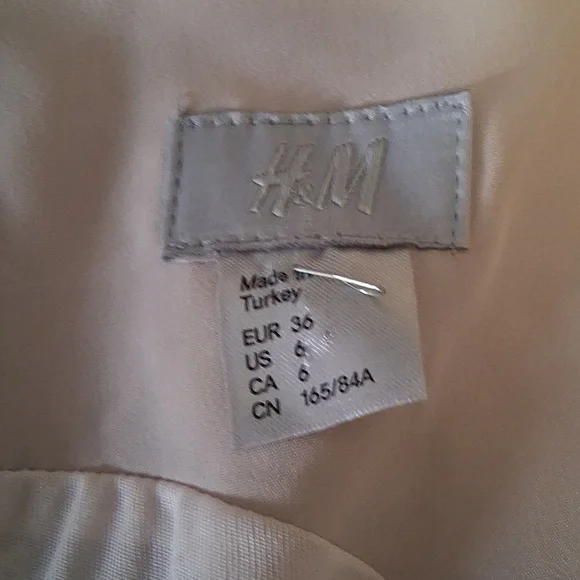 H&M
Made in
Turkey
EUR 36
US 6
CA 6
CN 165/84A